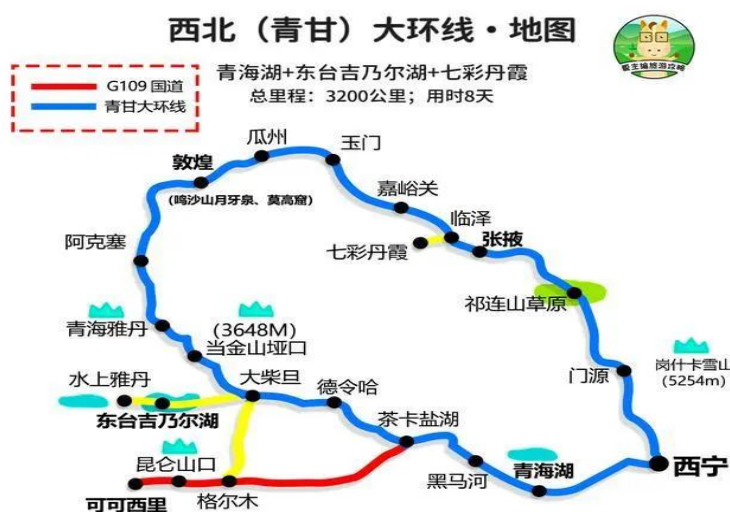 西北（青甘）大环线·地图
青海湖+东台吉乃尔湖+七彩丹霞
总里程：3200公里；用时8天
G109 国道
青甘大环线
瓜州
玉门
敦煌
（鸣沙山月牙泉、莫高窟）
嘉峪关
临泽
张掖
七彩丹霞
阿克塞
祁连山草原
青海雅丹
（3648M）
当金山垭口
岗什卡雪山
（5254m）
门源
水上雅丹
大柴旦
德令哈
东台吉乃尔湖
茶卡盐湖
昆仑山口
黑马河
青海湖
西宁
可可西里
格尔木